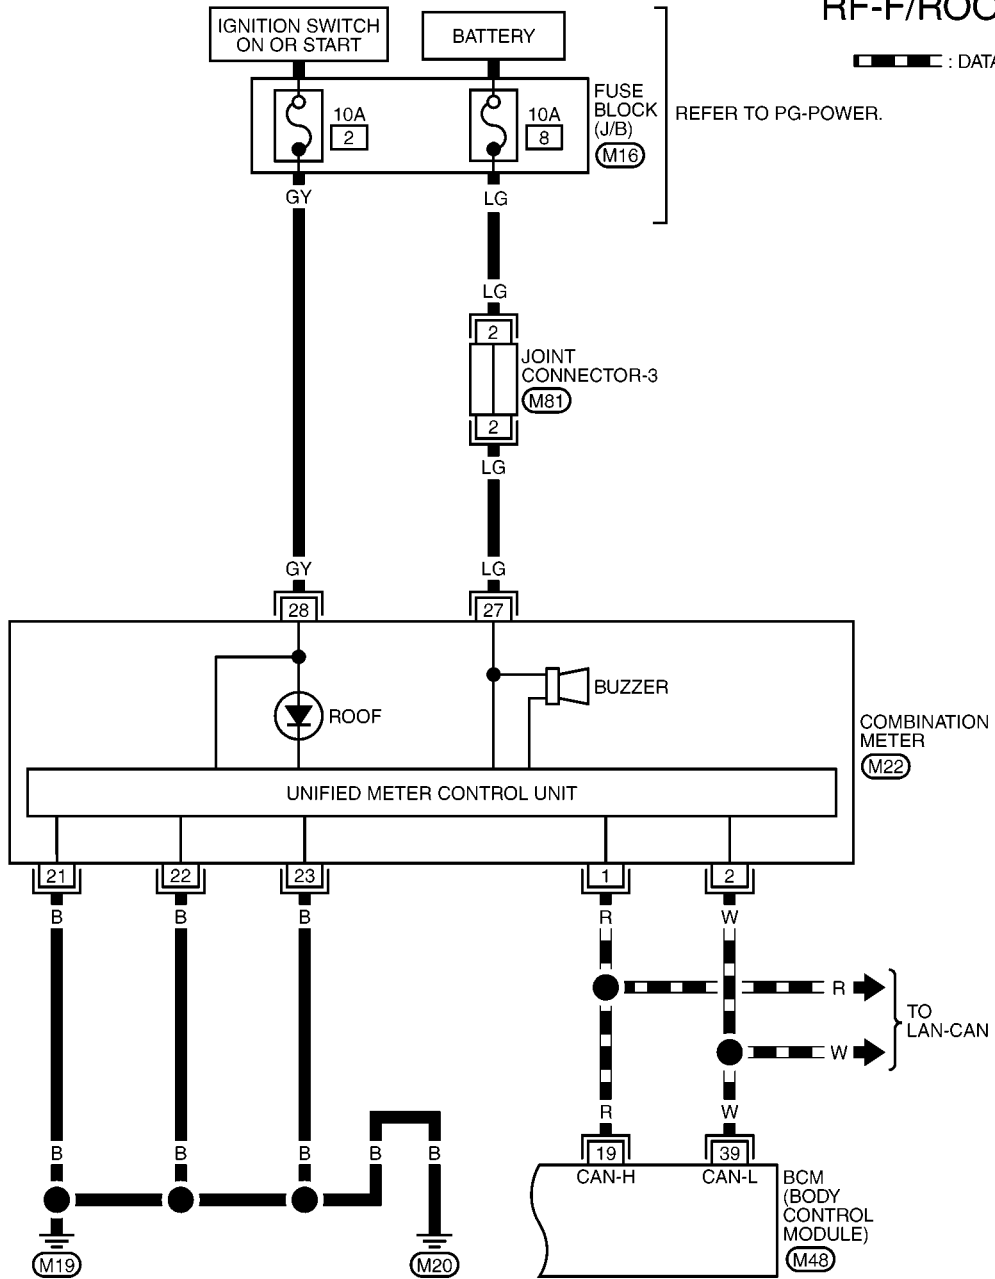 RF-F/ROO
IGNITION SWITCH
ON OR START
BATTERY
: DATA
10A
2
10A
8
FUSE
BLOCK
(J/B)
M16
REFER TO PG-POWER.
GY
LG
LG
2
JOINT
CONNECTOR-3
M81
2
LG
GY
LG
28
27
ROOF
BUZZER
COMBINATION
METER
M22
UNIFIED METER CONTROL UNIT
21
22
23
1
2
B
B
B
R
W
R
W
TO
LAN-CAN
R
W
B
B
B
B
B
19
39
CAN-H
CAN-L
BCM
(BODY
CONTROL
MODULE)
M48
M19
M20